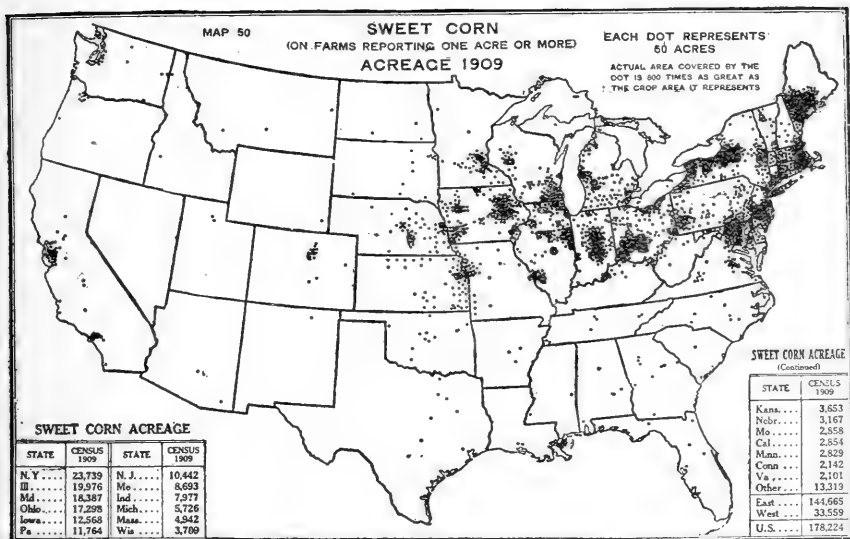 MAP 50
SWEET CORN
(ON FARMS REPORTING ONE ACRE OR MORE)
ACREAGE 1909
EACH DOT REPRESENTS
60 ACRES
ACTUAL AREA COVERED BY THE
DOT IS 800 TIMES AS GREAT AS
THE CROP AREA IT REPRESENTS
SWEET CORN ACREAGE
STATE CENSUS 1909 STATE CENSUS 1909
N.Y..... 23,739 N.J..... 10,442
Ill..... 19,976 Me..... 8,693
Md..... 18,387 Ind..... 7,977
Ohio.... 17,298 Mich.... 5,726
Iowa.... 12,568 Mass.... 4,942
Pa..... 11,764 Wis.... 3,789
SWEET CORN ACREAGE
(Continued)
STATE CENSUS 1909
Kans.... 3,653
Nebr.... 3,167
Mo..... 2,858
Cal..... 2,854
Minn.... 2,829
Conn.... 2,142
Va..... 2,101
Other... 13,319
East.... 144,665
West.... 33,559
U.S..... 178,224